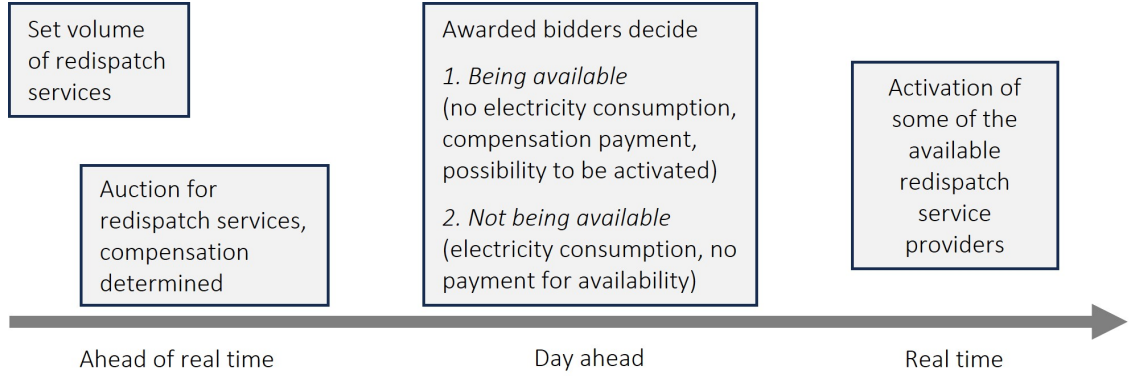 Set volume
of redispatch
services
Auction for
redispatch services,
compensation
determined
Awarded bidders decide
1. Being available
(no electricity consumption,
compensation payment,
possibility to be activated)
2. Not being available
(electricity consumption, no
payment for availability)
Activation of
some of the
available
redispatch
service
providers
Ahead of real time
Day ahead
Real time